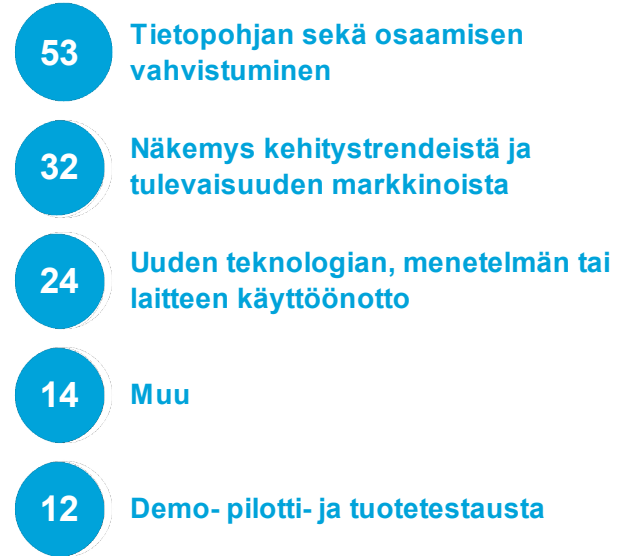 53
Tietopohjan sekä osaamisen
vahvistuminen
32
Näkemys kehitystrendeistä ja
tulevaisuuden markkinoista
24
Uuden teknologian, menetelmän tai
laitteen käyttöönotto
14
Muu
12
Demo- pilotti- ja tuotetestausta